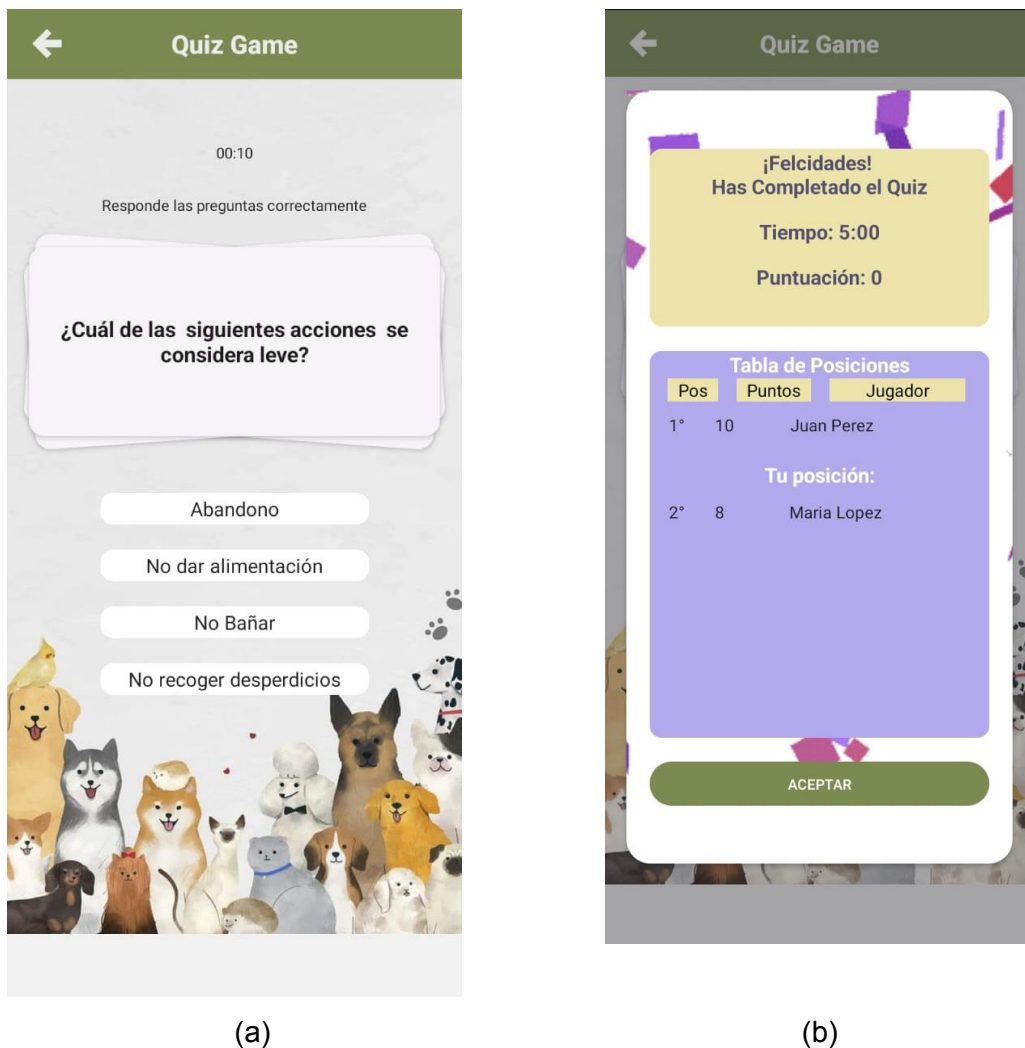 Quiz Game
00:10
Responde las preguntas correctamente
¿Cuál de las siguientes acciones se
considera leve?
Abandono
No dar alimentación
No Bañar
No recoger desperdicios
(a)
Quiz Game
¡Felcidades!
Has Completado el Quiz
Tiempo: 5:00
Puntuación: 0
Tabla de Posiciones
Pos Puntos Jugador
1° 10 Juan Perez
Tu posición:
2° 8 Maria Lopez
ACEPTAR
(b)